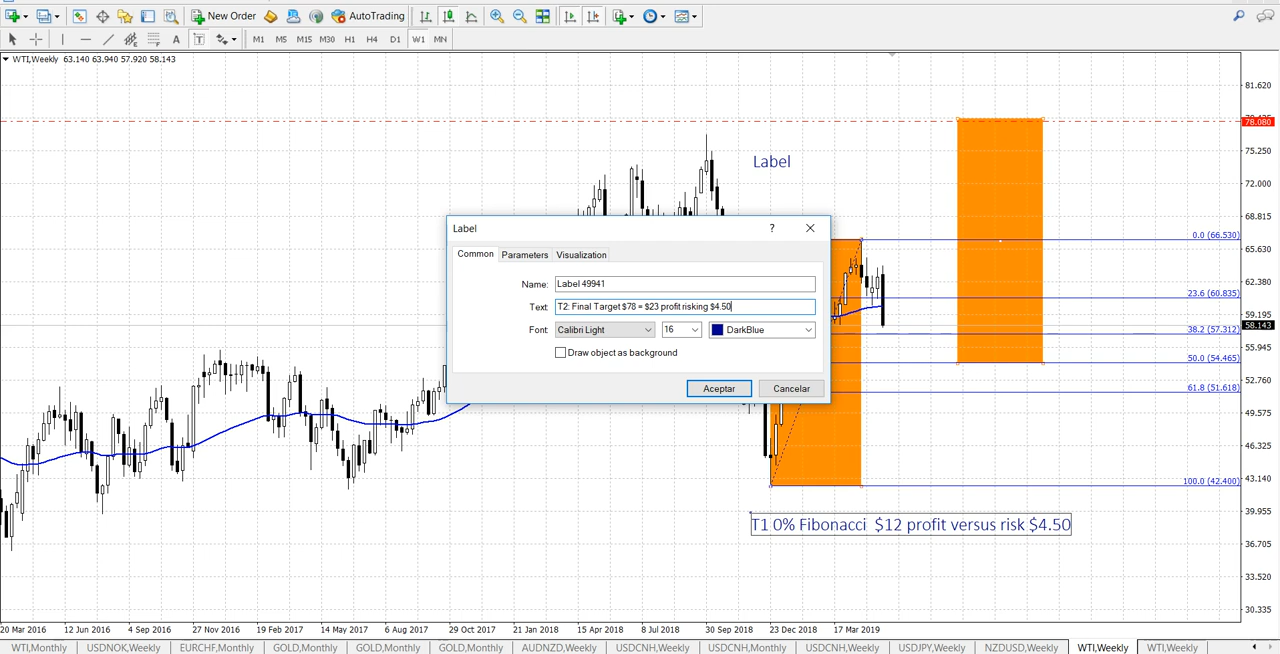 New Order
AutoTrading
A
T
M1 M5 M15 M30 H1 H4 D1 W1 MN
WTI,Weekly 63.140 63.940 57.920 58.143
81.620
78.080
75.250
72.000
68.815
65.630
62.380
59.195
58.143
55.945
52.760
49.575
46.325
43.140
39.955
36.705
33.520
30.335
Label
0.0 (66.530)
23.6 (60.835)
38.2 (57.312)
50.0 (54.465)
61.8 (51.618)
100.0 (42.400)
Label ?
Common Parameters Visualization
Name: Label 49941
Text: T2: Final Target $78 = $23 profit risking $4.50
Font: Calibri Light 16 DarkBlue
Draw object as background
Aceptar Cancelar
T1 0% Fibonacci $12 profit versus risk $4.50
20 Mar 2016 12 Jun 2016 4 Sep 2016 27 Nov 2016 19 Feb 2017 14 May 2017 6 Aug 2017 29 Oct 2017 21 Jan 2018 15 Apr 2018 8 Jul 2018 30 Sep 2018 23 Dec 2018 17 Mar 2019
WTI,Monthly USDNOK,Weekly EURCHF,Monthly GOLD,Monthly GOLD,Monthly GOLD,Monthly AUDNZD,Weekly USDCNH,Weekly USDCNH,Monthly USDCNH,Weekly USDJPY,Weekly NZDUSD,Weekly WTI,Weekly WTI,Weekly